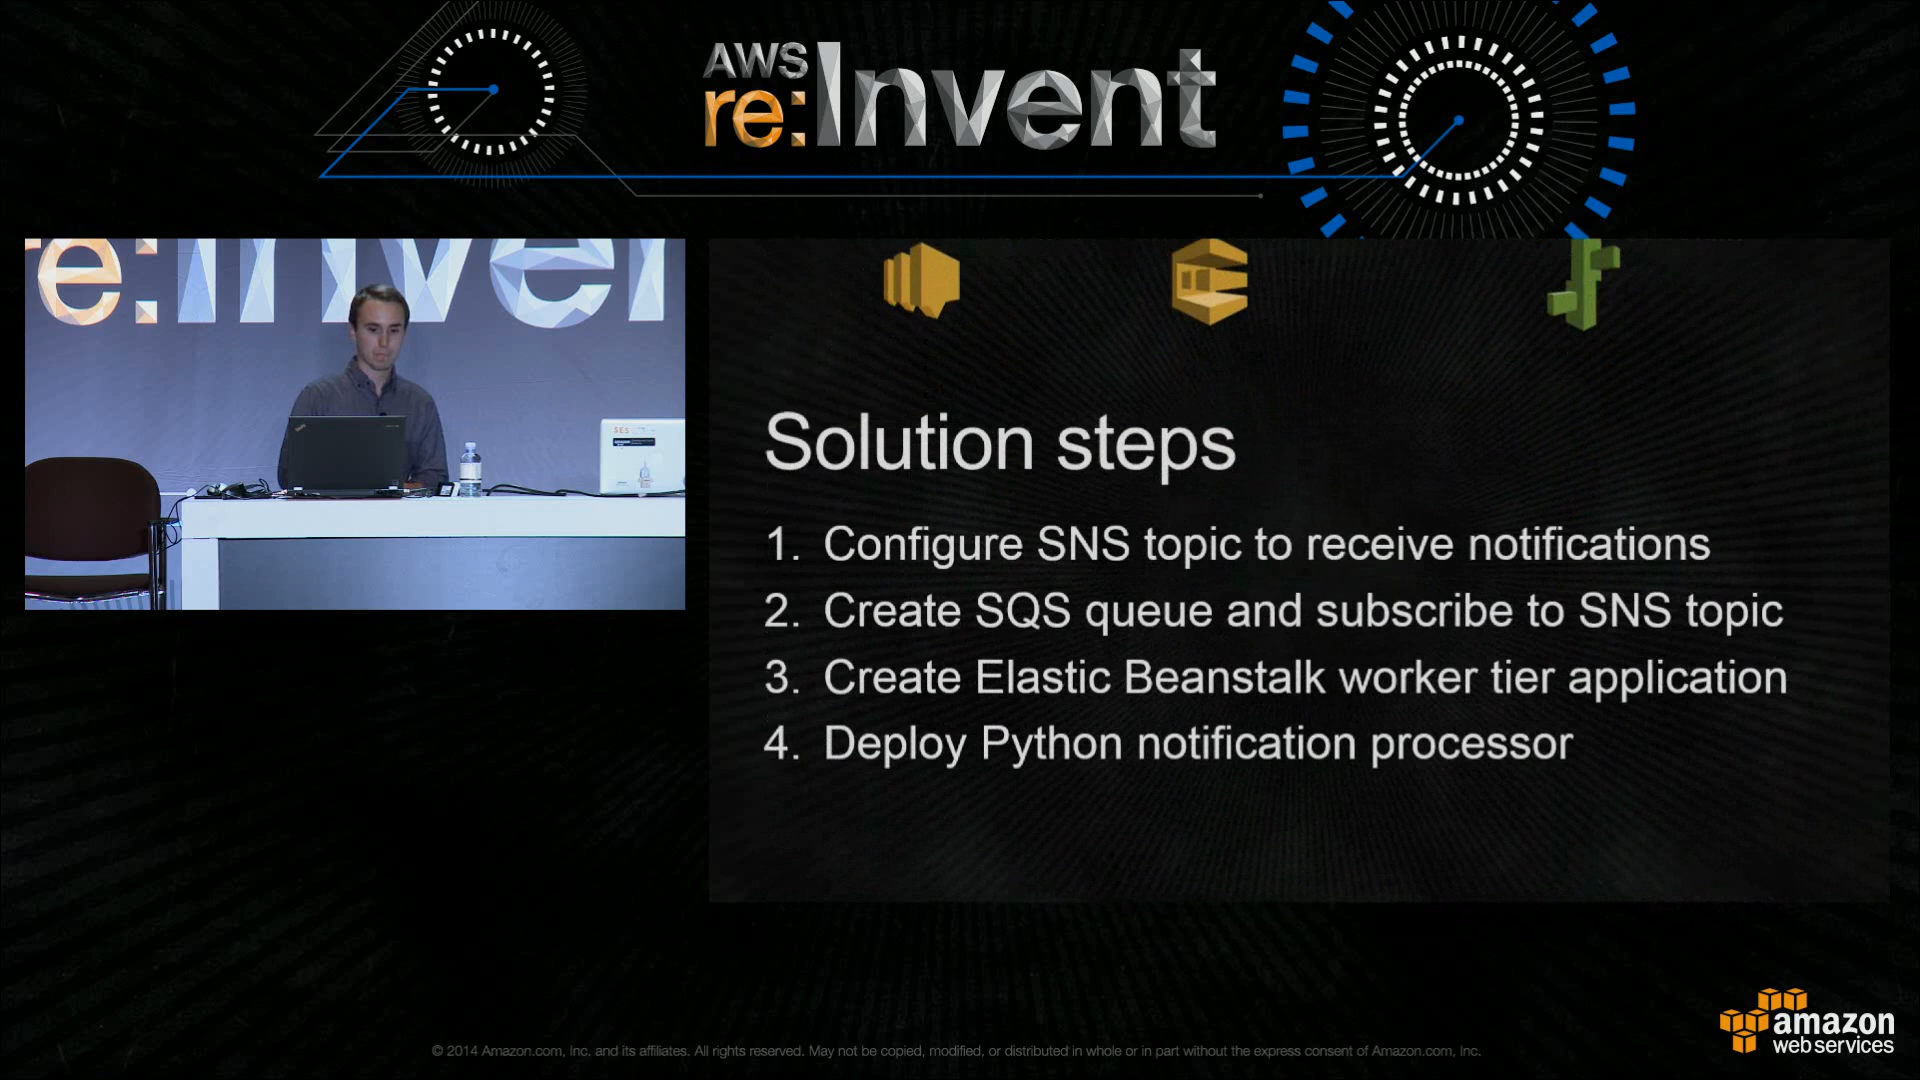 AWS
re:Invent
re:Inven
SES
Solution steps
1. Configure SNS topic to receive notifications
2. Create SQS queue and subscribe to SNS topic
3. Create Elastic Beanstalk worker tier application
4. Deploy Python notification processor
amazon
web services
© 2014 Amazon.com, Inc. and its affiliates. All rights reserved. May not be copied, modified, or distributed in whole or in part without the express consent of Amazon.com, Inc.